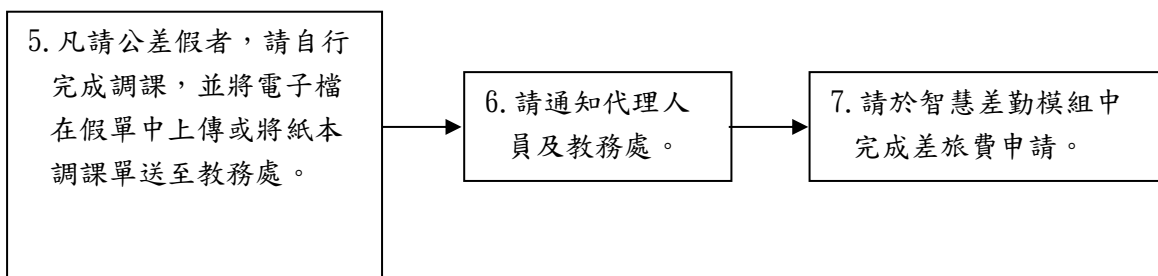 5.凡請公差假者，請自行
完成調課，並將電子檔
在假單中上傳或將紙本
調課單送至教務處。
6.請通知代理人
員及教務處。
7.請於智慧差勤模組中
完成差旅費申請。